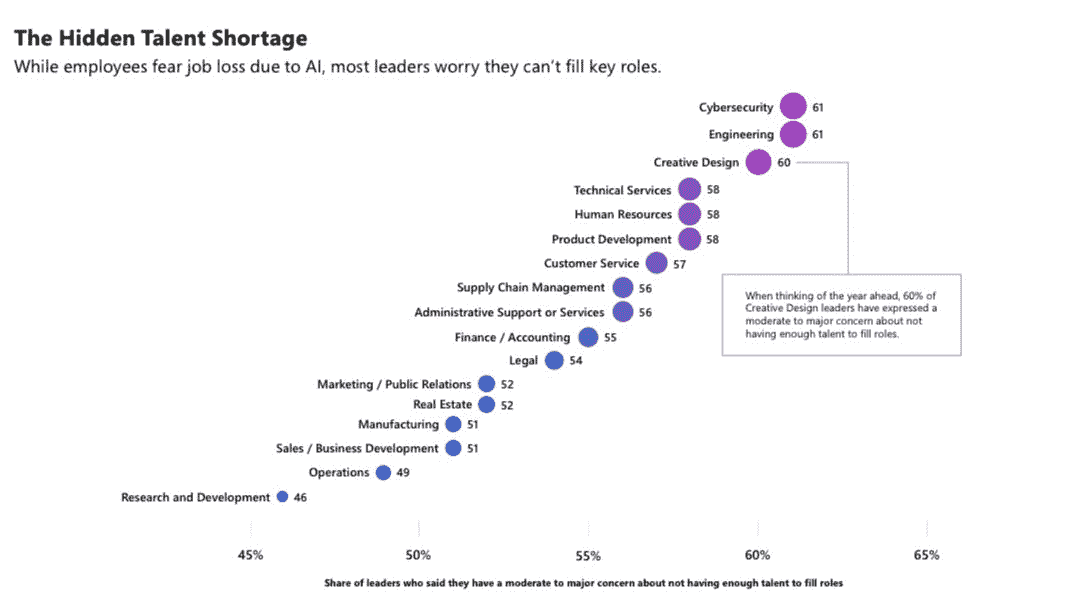 The Hidden Talent Shortage
While employees fear job loss due to AI, most leaders worry they can't fill key roles.
Cybersecurity 61
Engineering 61
Creative Design 60
Technical Services 58
Human Resources 58
Product Development 58
Customer Service 57
Supply Chain Management 56
Administrative Support or Services 56
When thinking of the year ahead, 60% of
Creative Design leaders have expressed a
moderate to major concern about not
having enough talent to fill roles.
Finance / Accounting 55
Legal 54
Marketing / Public Relations 52
Real Estate 52
Manufacturing 51
Sales / Business Development 51
Operations 49
Research and Development 46
45% 50% 55% 60% 65%
Share of leaders who said they have a moderate to major concern about not having enough talent to fill roles